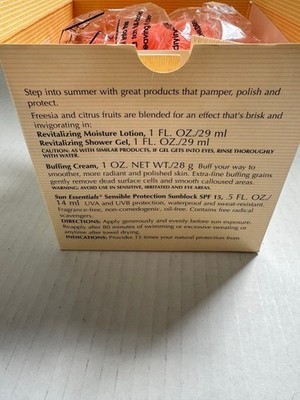 Step into summer with great products that pamper, polish and
protect.
Freesia and citrus fruits are blended for an effect that's brisk and
invigorating in:
Revitalizing Moisture Lotion, 1 FL. OZ./29 ml
Revitalizing Shower Gel, 1 FL. OZ./29 ml
CAUTION: AS WITH SIMILAR PRODUCTS, IF GEL GETS INTO EYES, RINSE THOROUGHLY
WITH WATER.
Buffing Cream, 1 OZ. NET WT./28 g Buff your way to
smoother, more radiant and polished skin. Extra-fine buffing grains
gently remove dead surface cells and smooth calloused areas.
WARNING: AVOID USE IN SENSITIVE, IRRITATED AND EYE AREAS.
Sun Essentials® Sensible Protection Sunblock SPF 15, .5 FL. OZ./
14 ml UVA and UVB protection, waterproof and sweat-resistant.
Fragrance-free, non-comedogenic, oil-free. Contains free radical
scavengers.
DIRECTIONS: Apply generously and evenly before sun exposure.
Reapply after 80 minutes of swimming or excessive sweating or
anytime after towel drying.
INDICATIONS: Provides 15 times your natural protection from